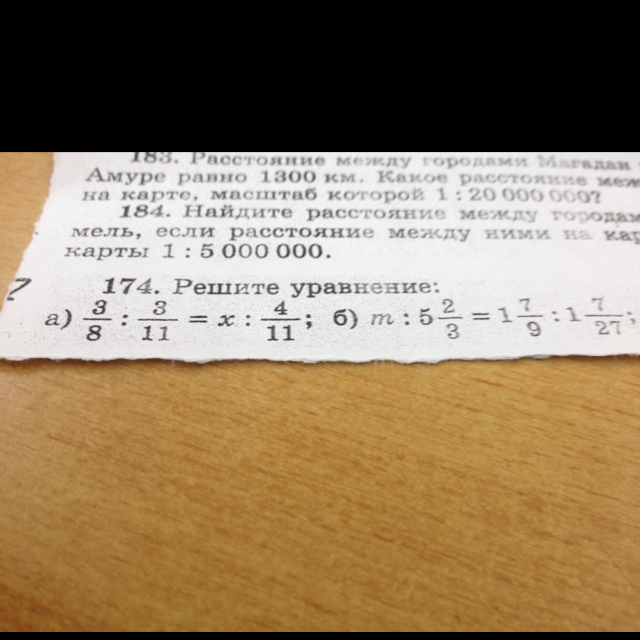 183. Расстояние между городами Магадан
Амуре равно 1300 км. Какое расстояние меж
на карте, масштаб которой 1 : 20 000 000?
184. Найдите расстояние между городам
мель, если расстояние между ними на кар
карты 1 : 5 000 000.
174. Решите уравнение:
а) 3/8 : 3/11 = x : 4/11; б) m : 5 2/3 = 1 7/9 : 1 7/27;